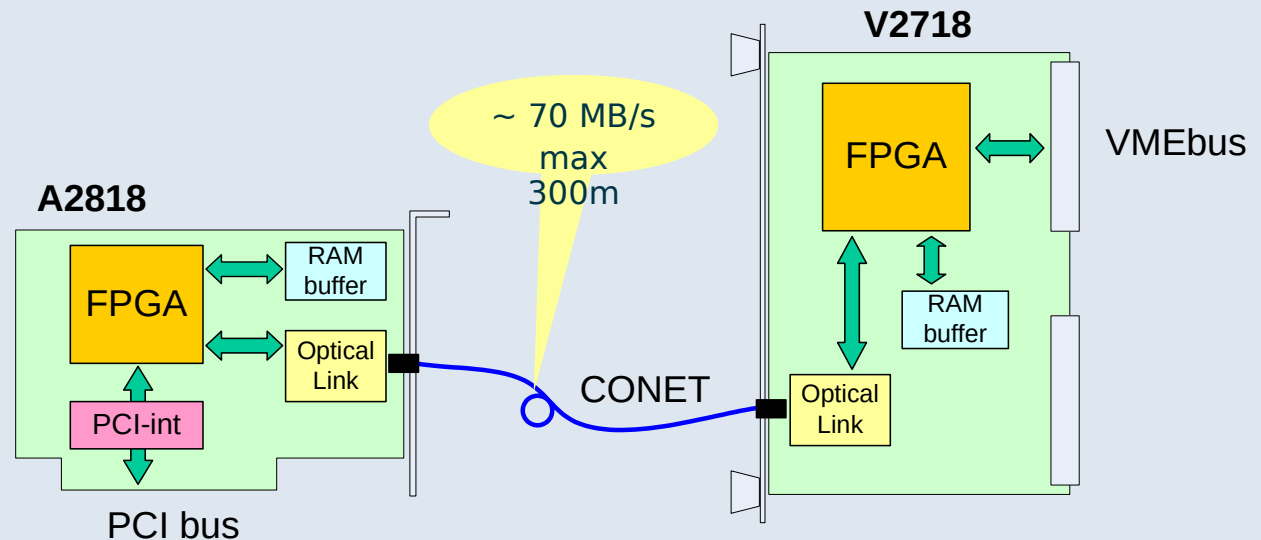 V2718
~ 70 MB/s
max
300m
FPGA
VMEbus
A2818
RAM
buffer
FPGA
RAM
buffer
Optical
Link
CONET
Optical
Link
PCI-int
PCI bus